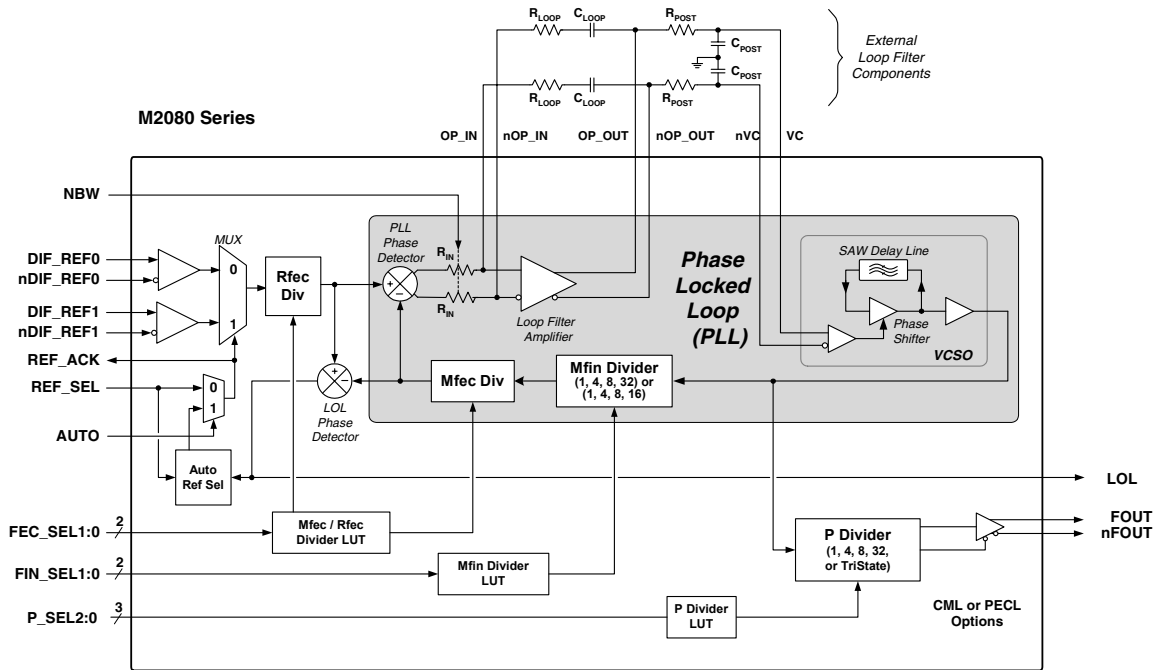 R_LOOP C_LOOP R_POST
C_POST
C_POST
R_LOOP C_LOOP R_POST
External
Loop Filter
Components
M2080 Series
OP_IN nOP_IN OP_OUT nOP_OUT nVC VC
NBW
MUX
PLL
Phase
Detector
R_IN
R_IN
Loop Filter
Amplifier
Phase
Locked
Loop
(PLL)
SAW Delay Line
Phase
Shifter
VCSO
DIF_REF0
nDIF_REF0
0
DIF_REF1
nDIF_REF1
1
Rfec
Div
+
–
REF_ACK
REF_SEL
0
1
AUTO
+
–
LOL
Phase
Detector
Mfec Div
Mfin Divider
(1, 4, 8, 32) or
(1, 4, 8, 16)
Auto
Ref Sel
LOL
FEC_SEL1:0
2
Mfec / Rfec
Divider LUT
FIN_SEL1:0
2
Mfin Divider
LUT
P_SEL2:0
3
P Divider
LUT
P Divider
(1, 4, 8, 32,
or TriState)
FOUT
nFOUT
CML or PECL
Options